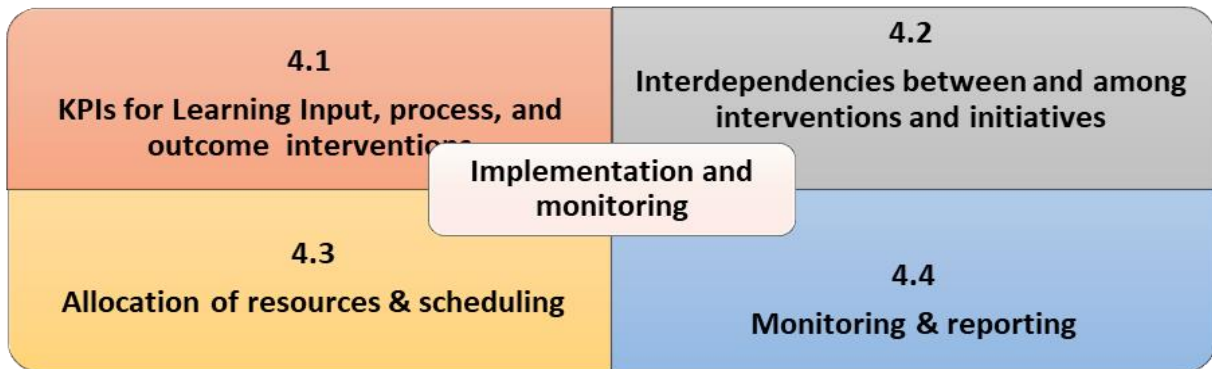 4.1
KPIs for Learning Input, process, and
outcome interventions
4.2
Interdependencies between and among
interventions and initiatives
Implementation and
monitoring
4.3
Allocation of resources & scheduling
4.4
Monitoring & reporting